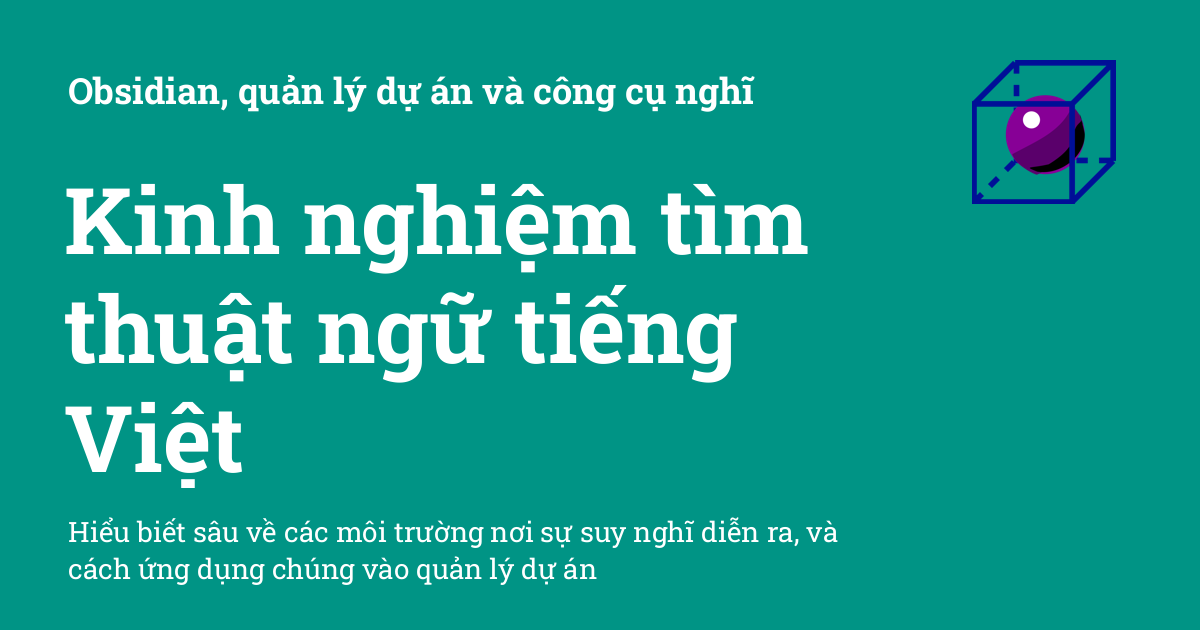 Obsidian, quản lý dự án và công cụ nghĩ
Kinh nghiệm tìm
thuật ngữ tiếng
Việt
Hiểu biết sâu về các môi trường nơi sự suy nghĩ diễn ra, và
cách ứng dụng chúng vào quản lý dự án